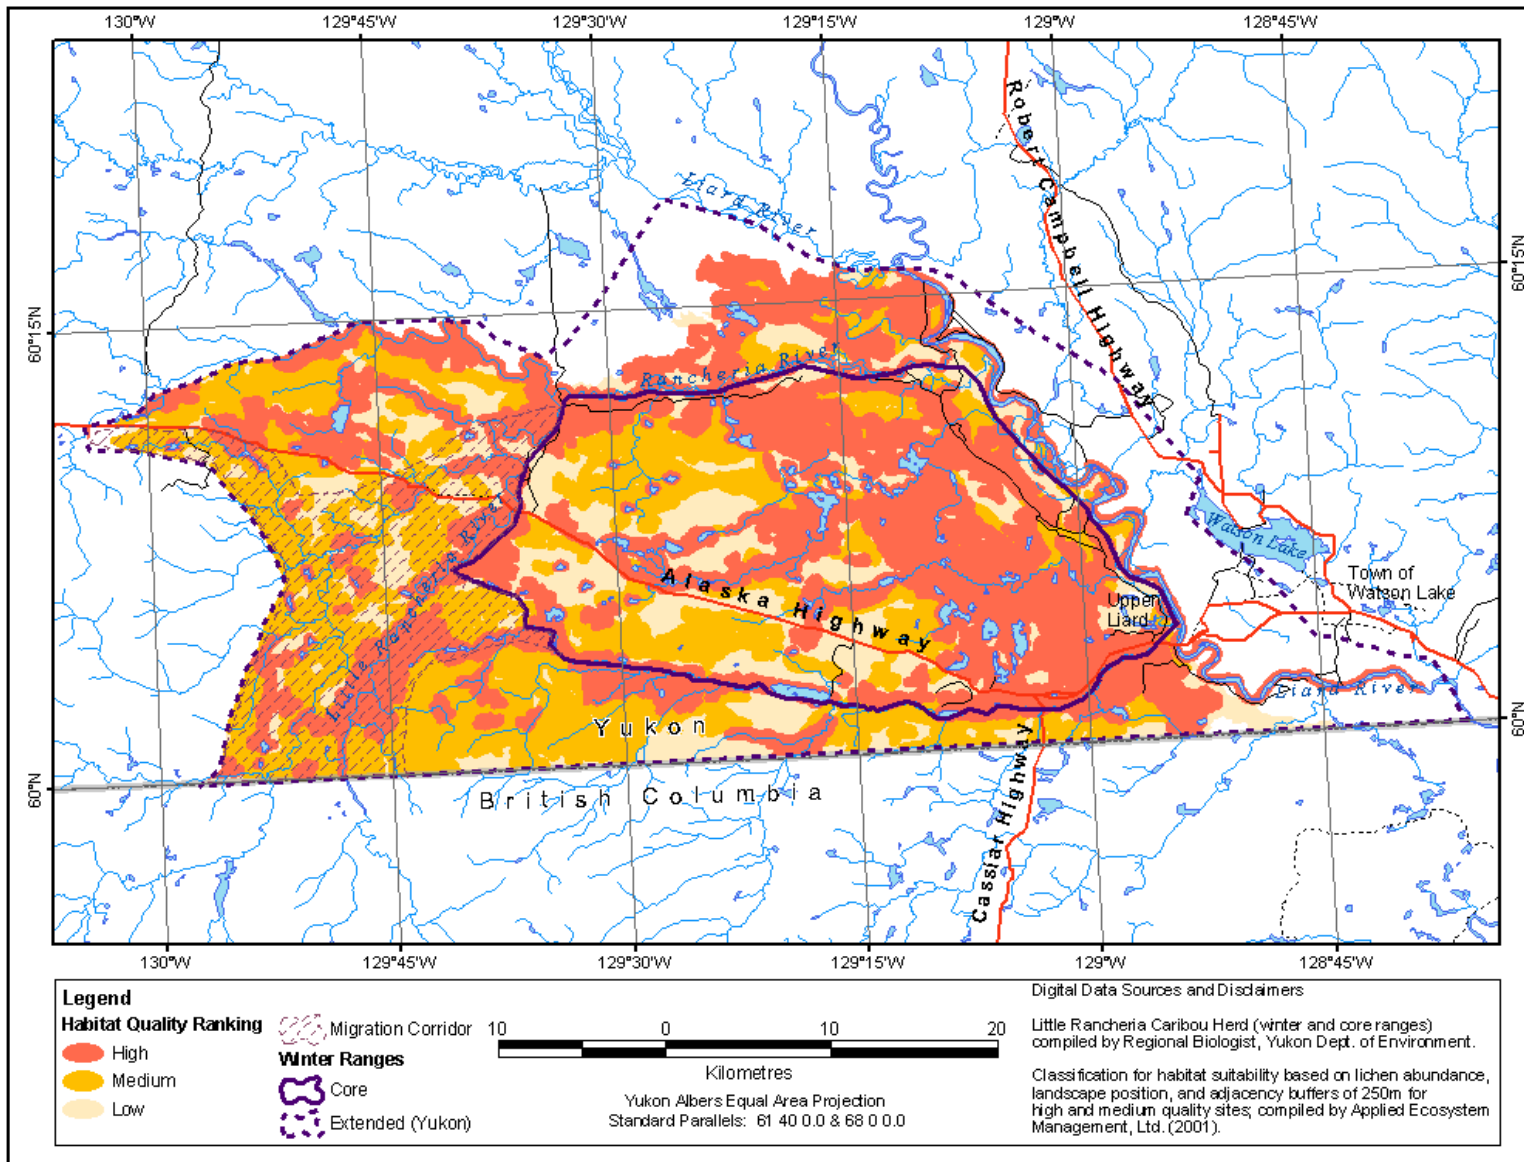 130°W 129°45'W 129°30'W 129°15'W 129°W 128°45'W
Robert Campbell Highway
Liard River
60°15'N
60°15'N
Rancheria River
Watson Lake
Alaska Highway
Town of
Watson Lake
Upper
Liard
Little Rancheria River
Liard River
Yukon
60°N
60°N
British Columbia
Cassiar Highway
130°W 129°45'W 129°30'W 129°15'W 129°W 128°45'W
Legend
Habitat Quality Ranking
High
Medium
Low
Migration Corridor
Winter Ranges
Core
Extended (Yukon)
10 0 10 20
Kilometres
Yukon Albers Equal Area Projection
Standard Parallels: 61 40 0.0 & 68 0 0.0
Digital Data Sources and Disclaimers
Little Rancheria Caribou Herd (winter and core ranges)
compiled by Regional Biologist, Yukon Dept. of Environment.
Classification for habitat suitability based on lichen abundance,
landscape position, and adjacency buffers of 250m for
high and medium quality sites; compiled by Applied Ecosystem
Management, Ltd. (2001).